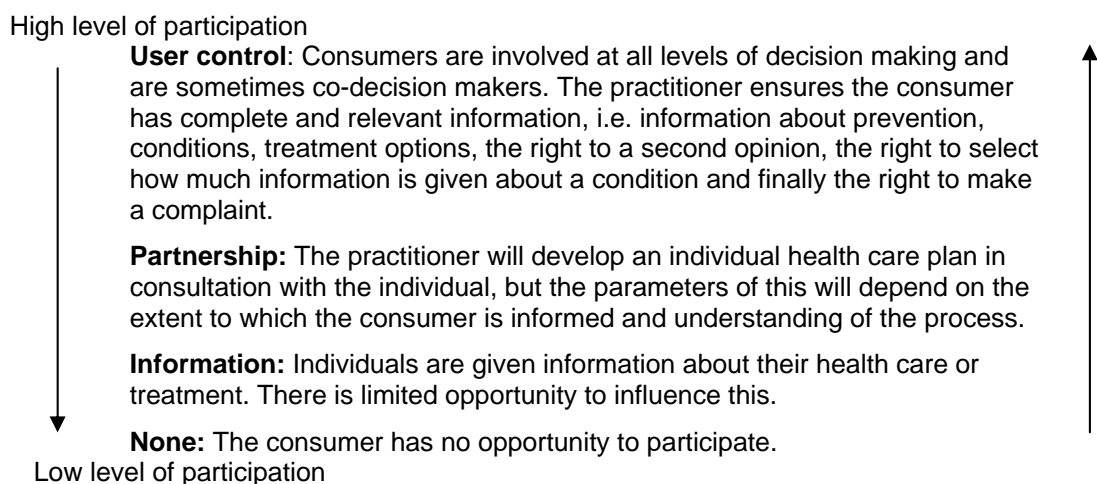 High level of participation
User control: Consumers are involved at all levels of decision making and
are sometimes co-decision makers. The practitioner ensures the consumer
has complete and relevant information, i.e. information about prevention,
conditions, treatment options, the right to a second opinion, the right to select
how much information is given about a condition and finally the right to make
a complaint.
Partnership: The practitioner will develop an individual health care plan in
consultation with the individual, but the parameters of this will depend on the
extent to which the consumer is informed and understanding of the process.
Information: Individuals are given information about their health care or
treatment. There is limited opportunity to influence this.
None: The consumer has no opportunity to participate.
Low level of participation